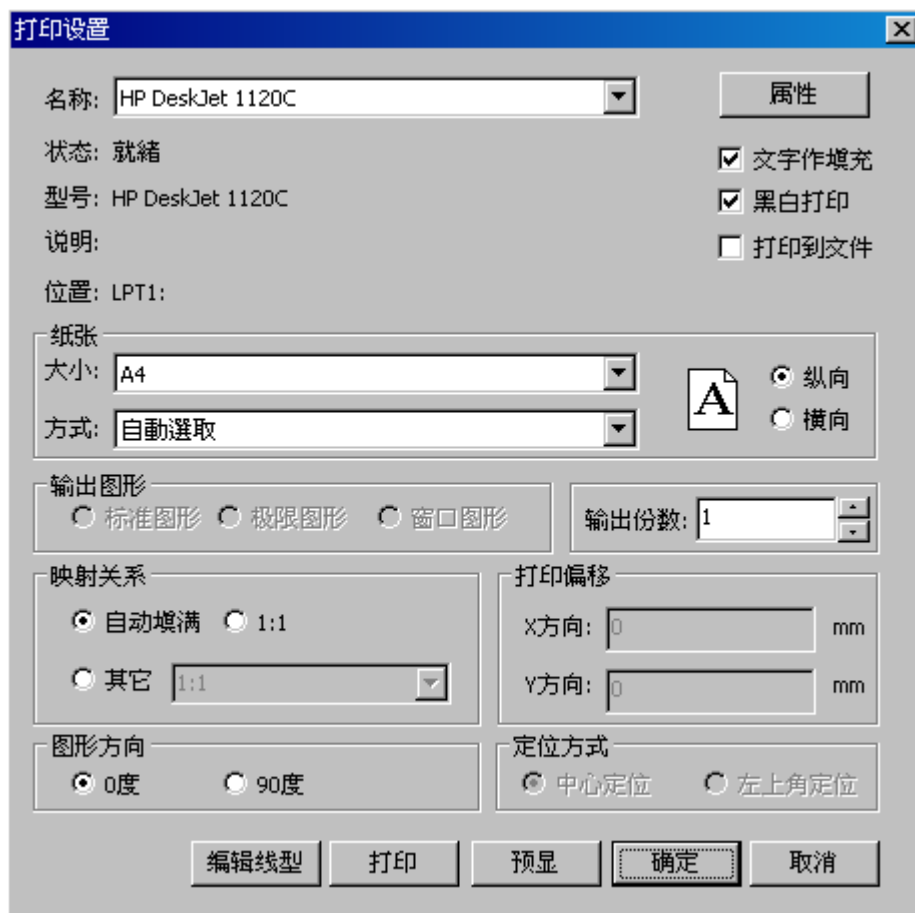 打印设置
名称: HP DeskJet 1120C 属性
状态: 就緒 文字作填充
型号: HP DeskJet 1120C 黑白打印
说明: 打印到文件
位置: LPT1:
纸张
大小: A4 A 纵向
方式: 自動選取 横向
输出图形
标准图形 极限图形 窗口图形 输出份数: 1
映射关系 打印偏移
自动填满 1:1 X方向: 0 mm
其它 1:1 Y方向: 0 mm
图形方向 定位方式
0度 90度 中心定位 左上角定位
编辑线型 打印 预显 确定 取消